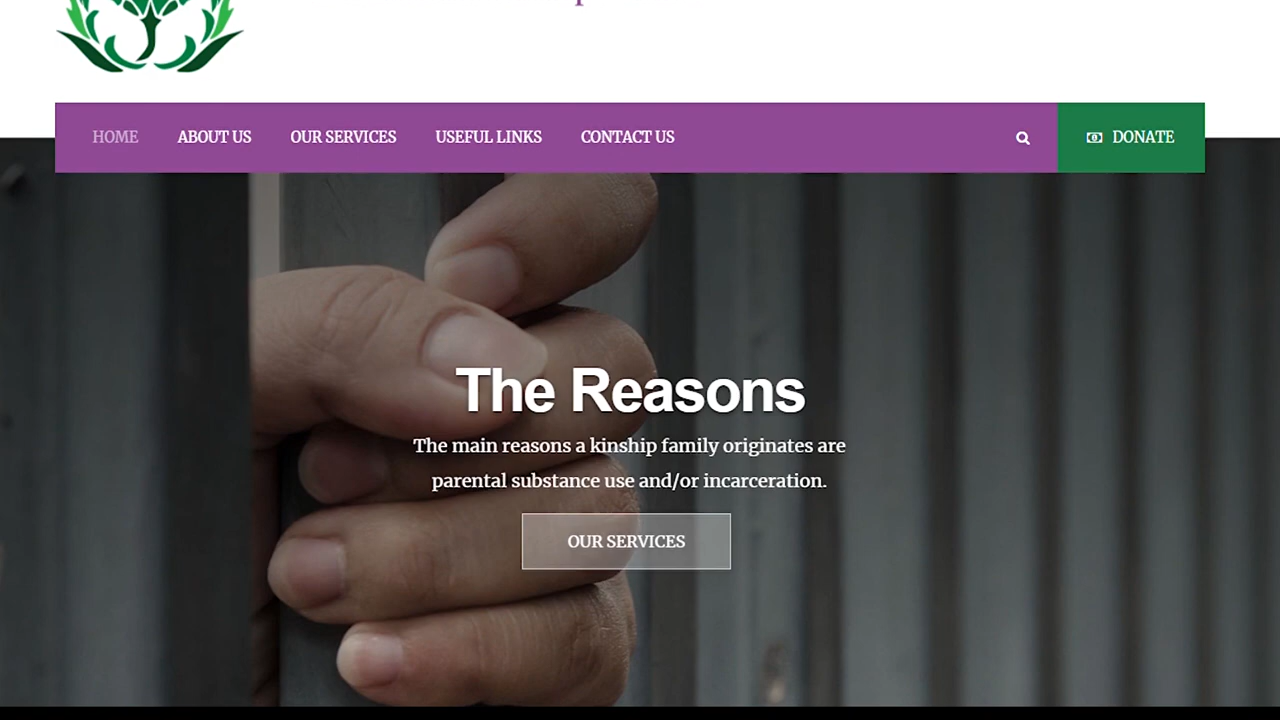 HOME ABOUT US OUR SERVICES USEFUL LINKS CONTACT US DONATE
The Reasons
The main reasons a kinship family originates are
parental substance use and/or incarceration.
OUR SERVICES